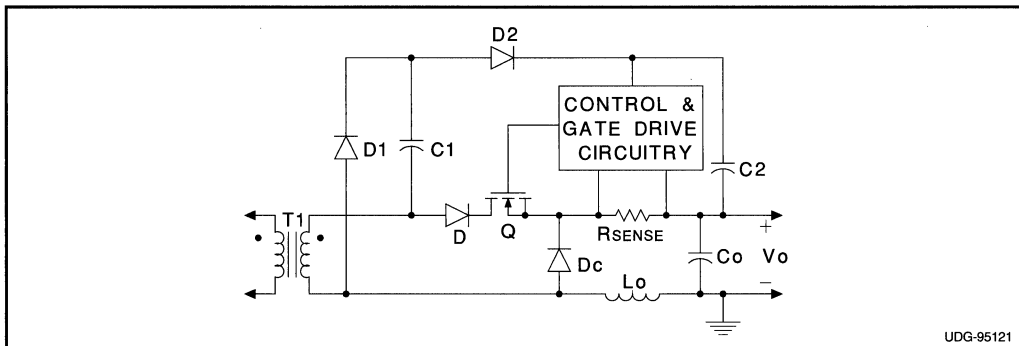 D2
CONTROL &
GATE DRIVE
CIRCUITRY
D1
C1
C2
T1
D
Q
RSENSE
+
Dc
Co
Vo
Lo
−
UDG-95121